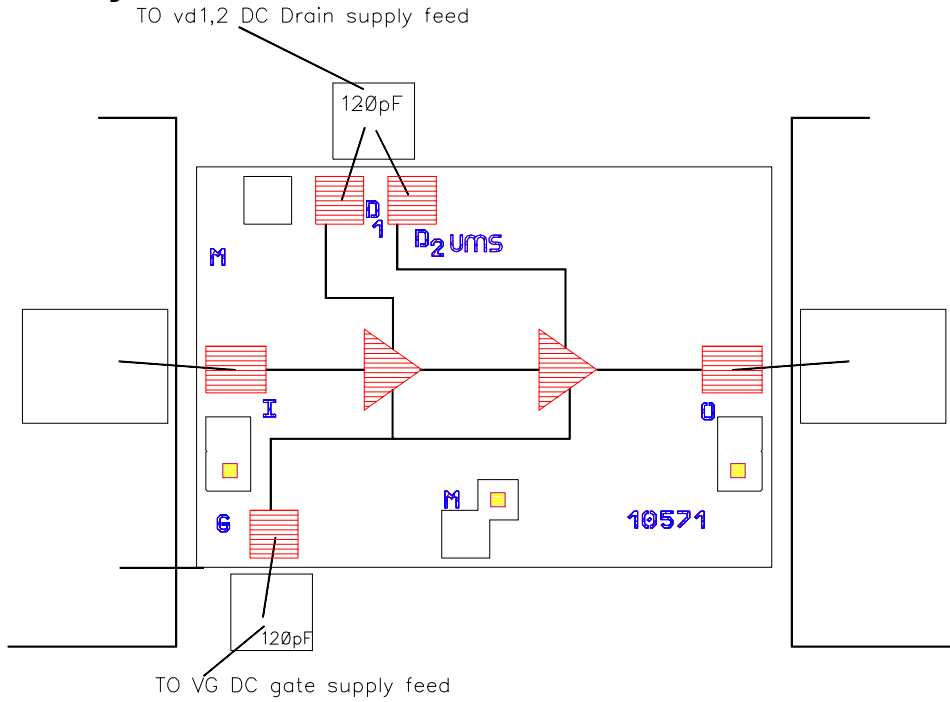 TO vd1,2 DC Drain supply feed
120pF
D1
D2 ums
M
I
O
G
M
10571
120pF
TO VG DC gate supply feed